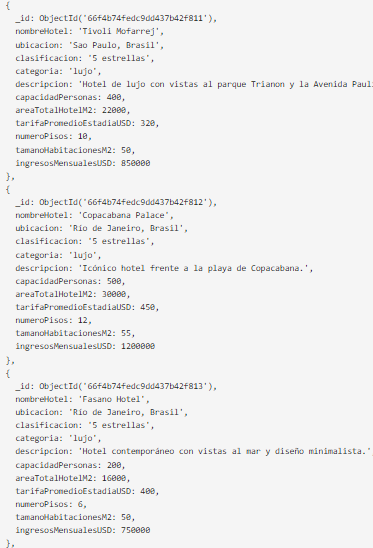 {
_id: ObjectId('66f4b74fedc9dd437b42f811'),
nombreHotel: 'Tivoli Mofarrej',
ubicacion: 'Sao Paulo, Brasil',
clasificacion: '5 estrellas',
categoria: 'lujo',
descripcion: 'Hotel de lujo con vistas al parque Trianon y la Avenida Pauli
capacidadPersonas: 400,
areaTotalHotelM2: 22000,
tarifaPromedioEstadiaUSD: 320,
numeroPisos: 10,
tamanoHabitacionesM2: 50,
ingresosMensualesUSD: 850000
},
{
_id: ObjectId('66f4b74fedc9dd437b42f812'),
nombreHotel: 'Copacabana Palace',
ubicacion: 'Río de Janeiro, Brasil',
clasificacion: '5 estrellas',
categoria: 'lujo',
descripcion: 'Icónico hotel frente a la playa de Copacabana.',
capacidadPersonas: 500,
areaTotalHotelM2: 30000,
tarifaPromedioEstadiaUSD: 450,
numeroPisos: 12,
tamanoHabitacionesM2: 55,
ingresosMensualesUSD: 1200000
},
{
_id: ObjectId('66f4b74fedc9dd437b42f813'),
nombreHotel: 'Fasano Hotel',
ubicacion: 'Río de Janeiro, Brasil',
clasificacion: '5 estrellas',
categoria: 'lujo',
descripcion: 'Hotel contemporáneo con vistas al mar y diseño minimalista.',
capacidadPersonas: 200,
areaTotalHotelM2: 16000,
tarifaPromedioEstadiaUSD: 400,
numeroPisos: 6,
tamanoHabitacionesM2: 50,
ingresosMensualesUSD: 750000
},